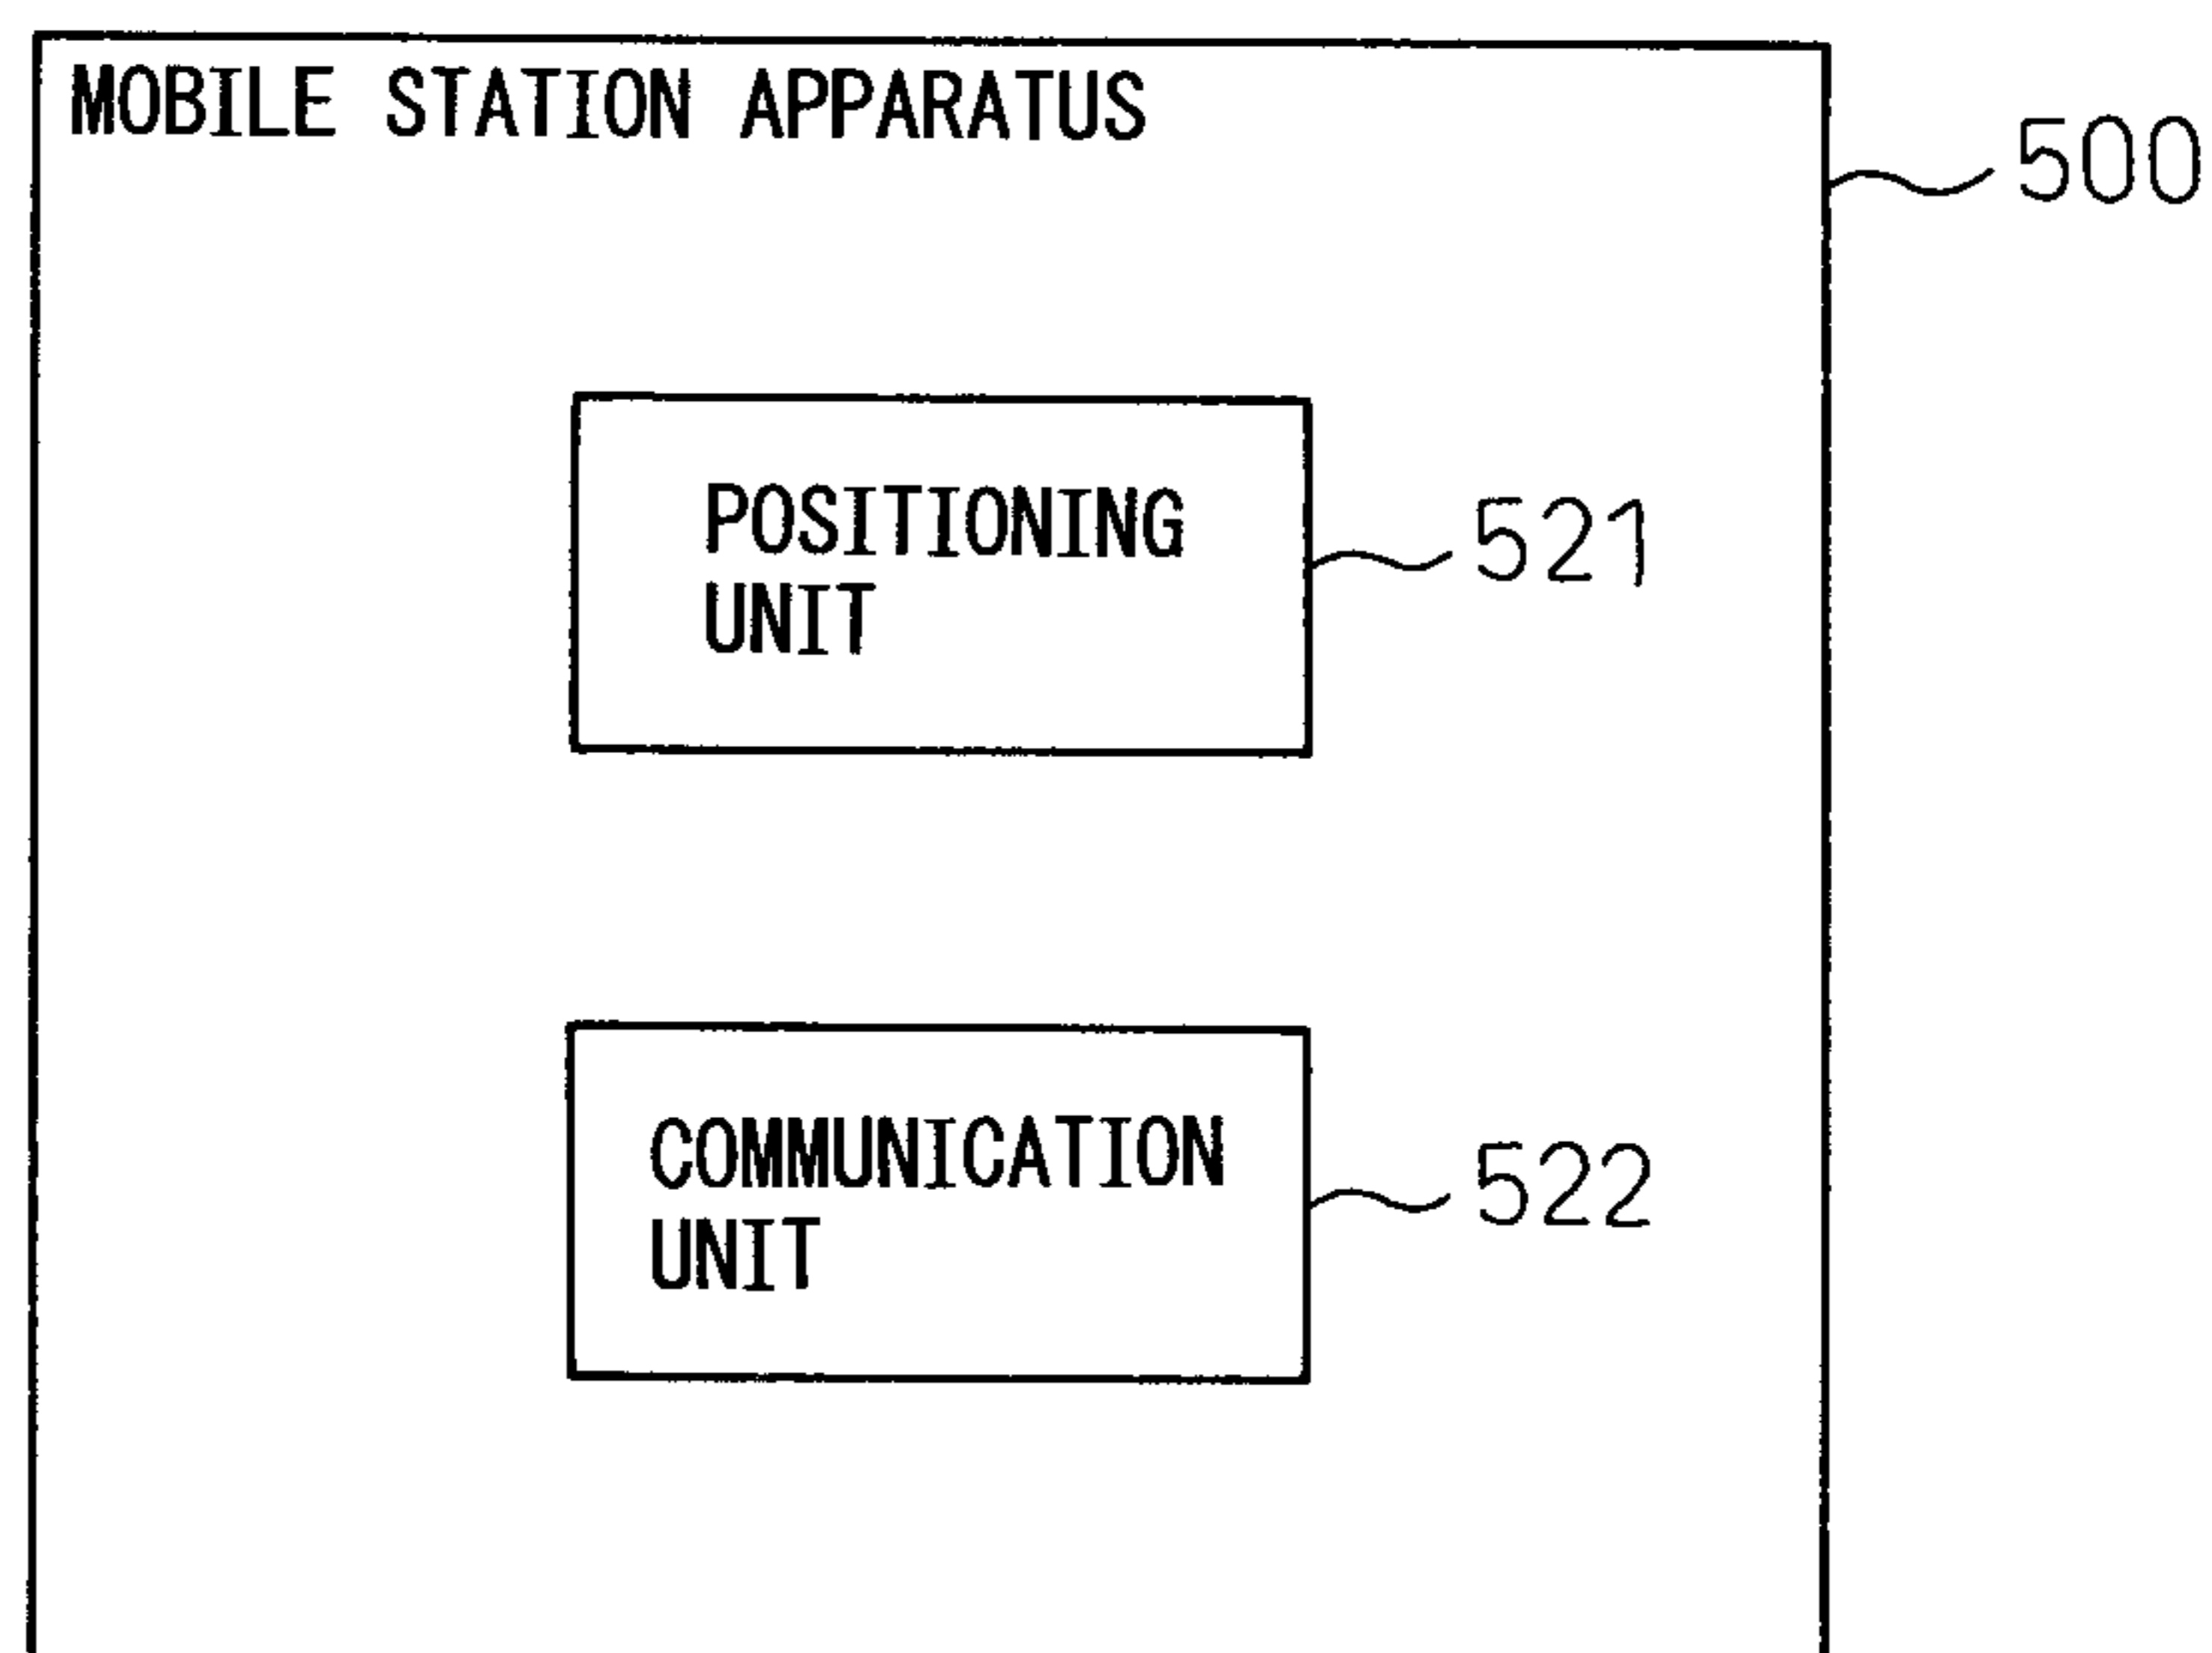 MOBILE STATION APPARATUS
500
POSITIONING
UNIT
521
COMMUNICATION
UNIT
522